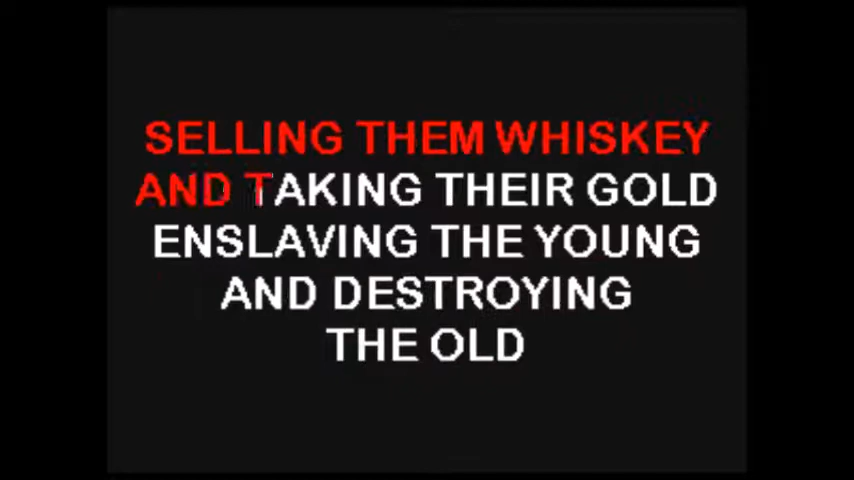 SELLING THEM WHISKEY
AND TAKING THEIR GOLD
ENSLAVING THE YOUNG
AND DESTROYING
THE OLD